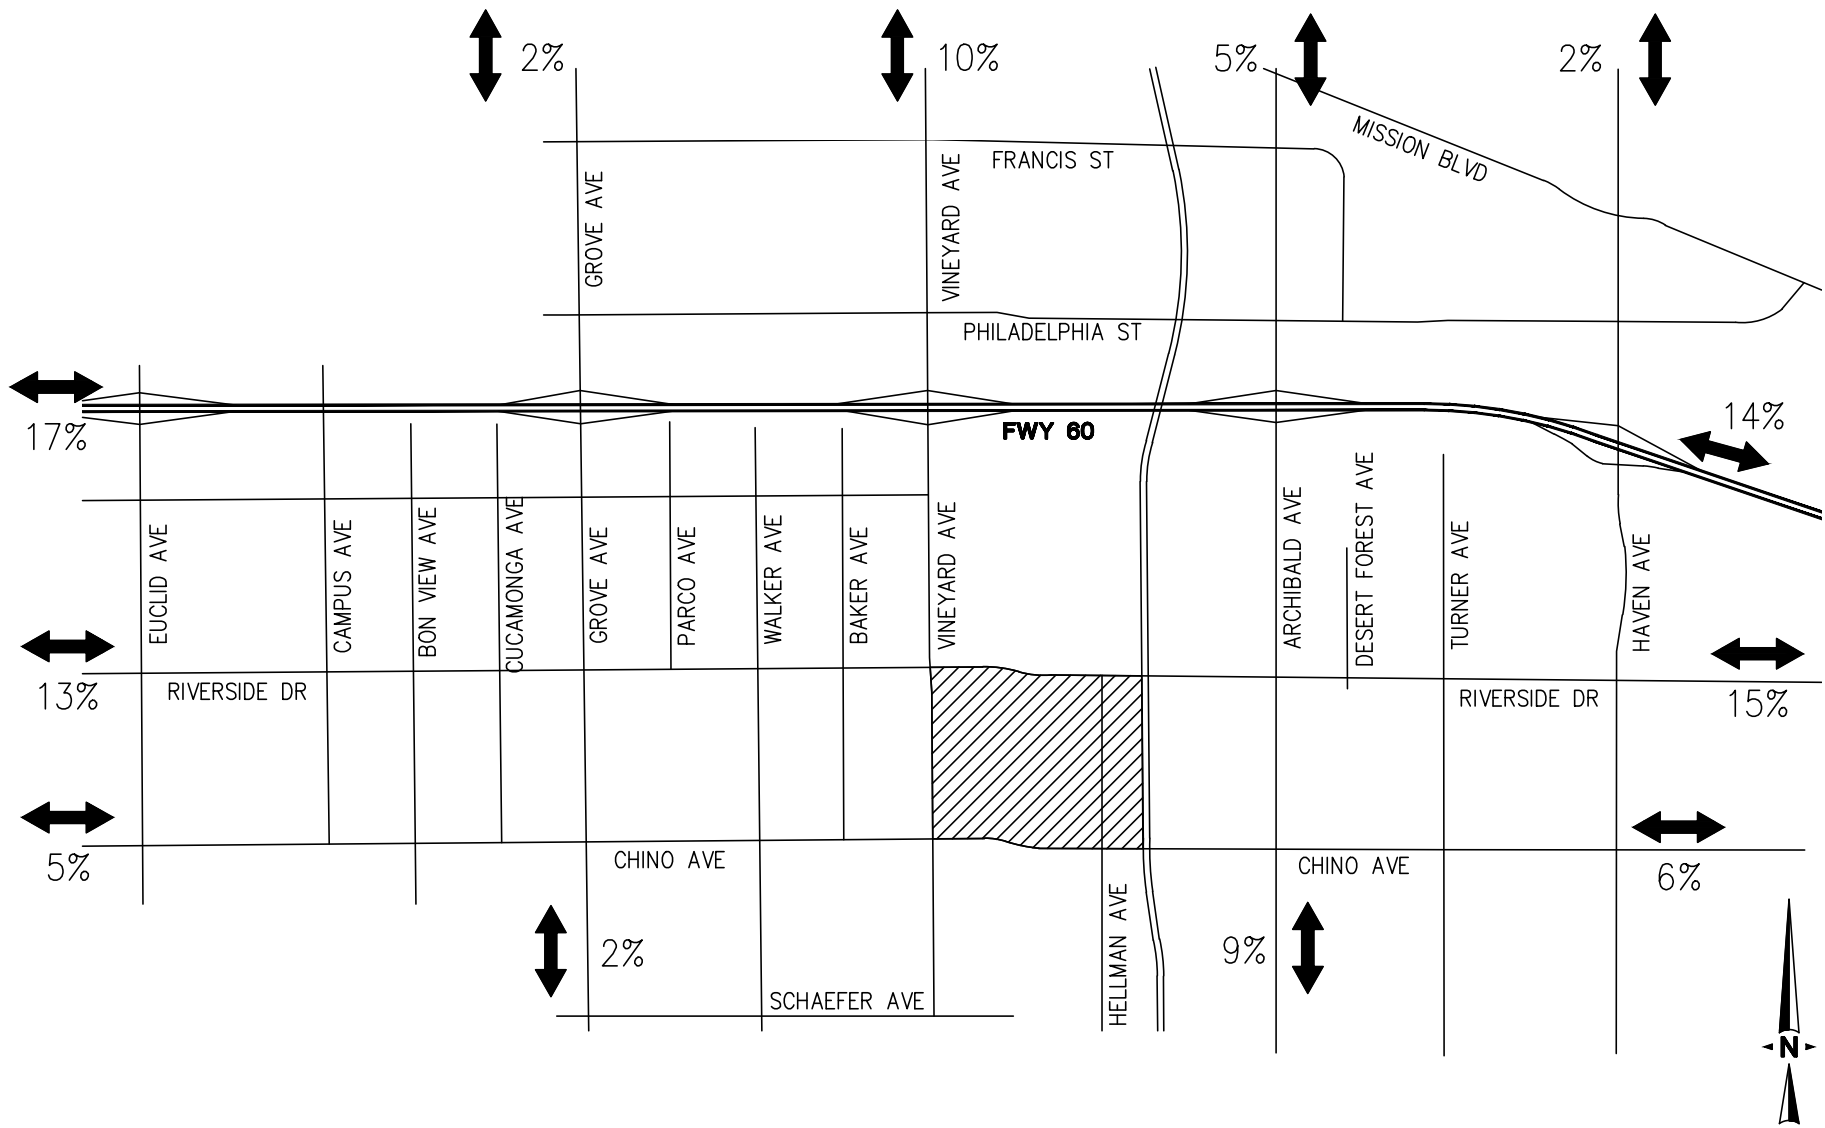 2%
10%
5%
2%
MISSION BLVD
FRANCIS ST
GROVE AVE
VINEYARD AVE
PHILADELPHIA ST
17%
FWY 60
14%
EUCLID AVE
CAMPUS AVE
BON VIEW AVE
CUCAMONGA AVE
GROVE AVE
PARCO AVE
WALKER AVE
BAKER AVE
VINEYARD AVE
ARCHIBALD AVE
DESERT FOREST AVE
TURNER AVE
HAVEN AVE
13%
RIVERSIDE DR
RIVERSIDE DR
15%
5%
CHINO AVE
CHINO AVE
6%
2%
SCHAEFER AVE
HELLMAN AVE
9%
N